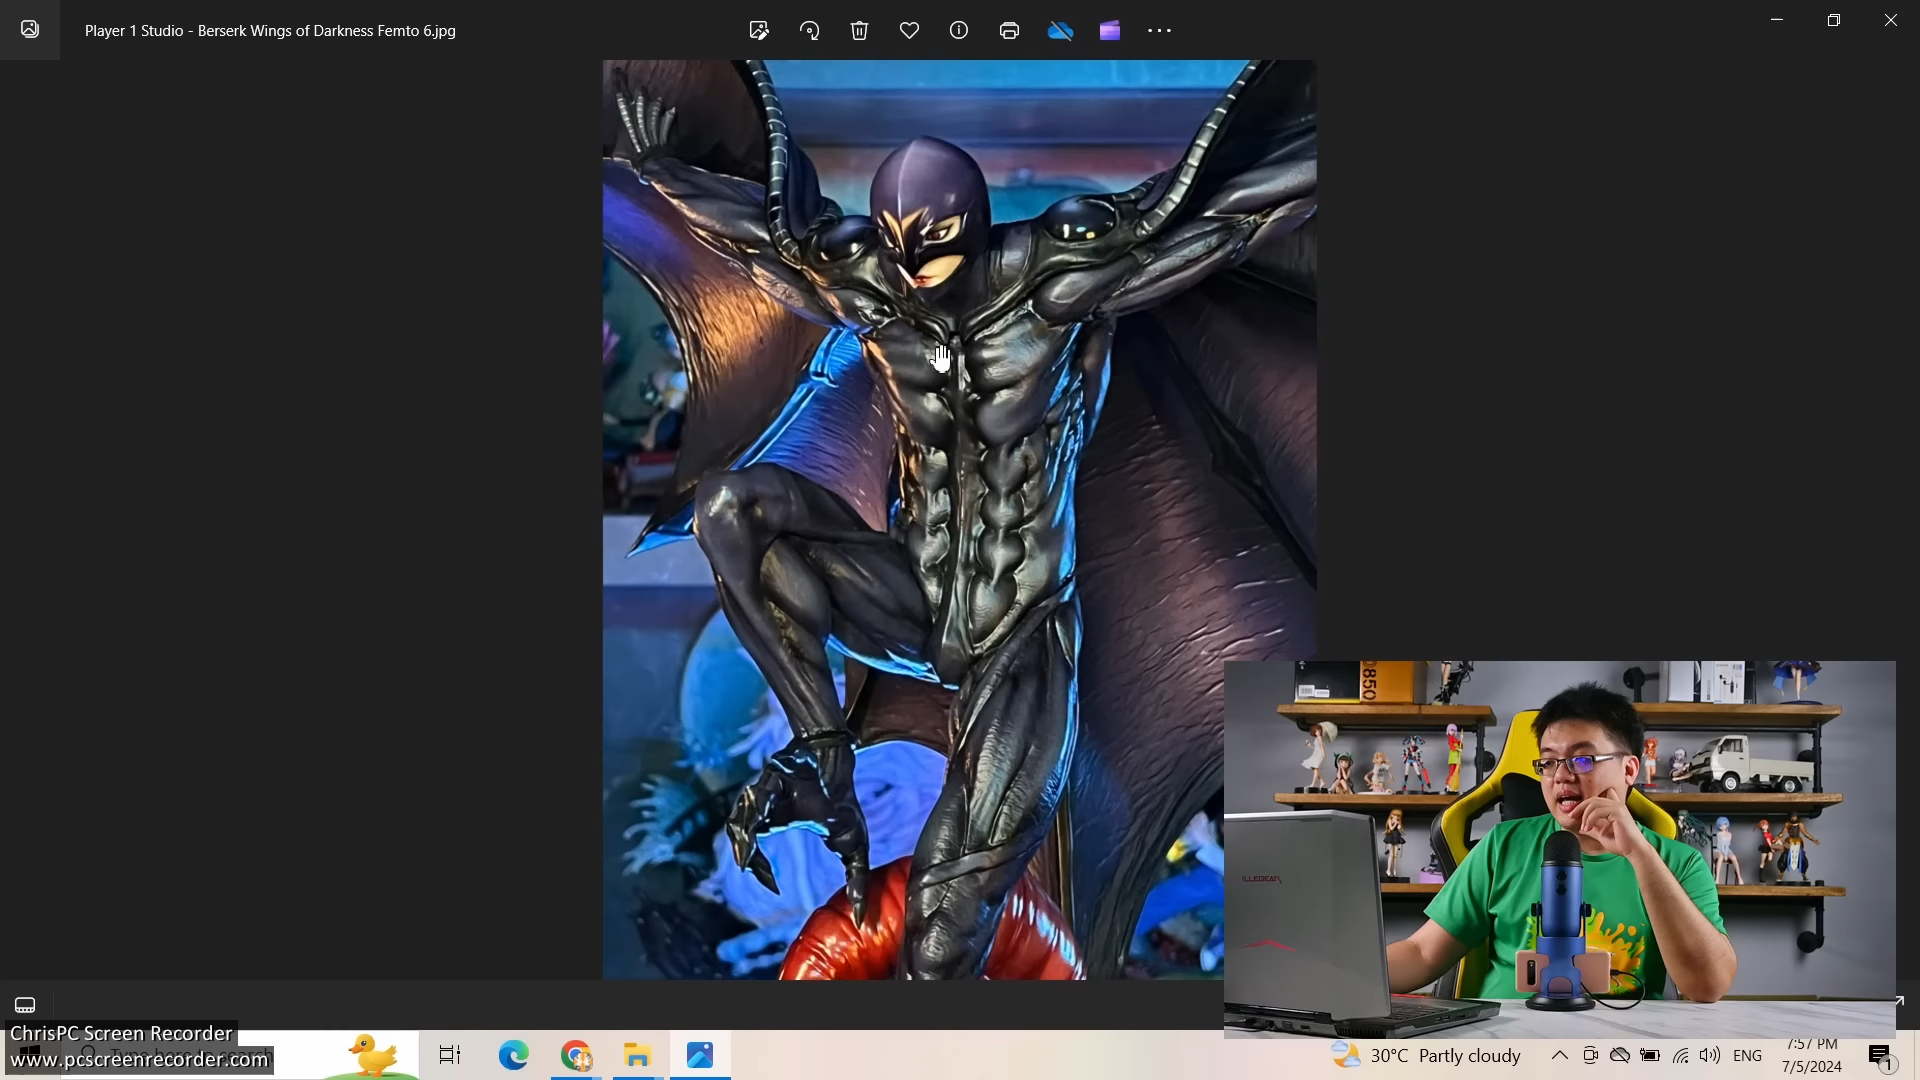 Player 1 Studio - Berserk Wings of Darkness Femto 6.jpg
850
ILLEGEAR
ChrisPC Screen Recorder
www.pcscreenrecorder.com
30°C Partly cloudy
ENG
7:57 PM
7/5/2024
1